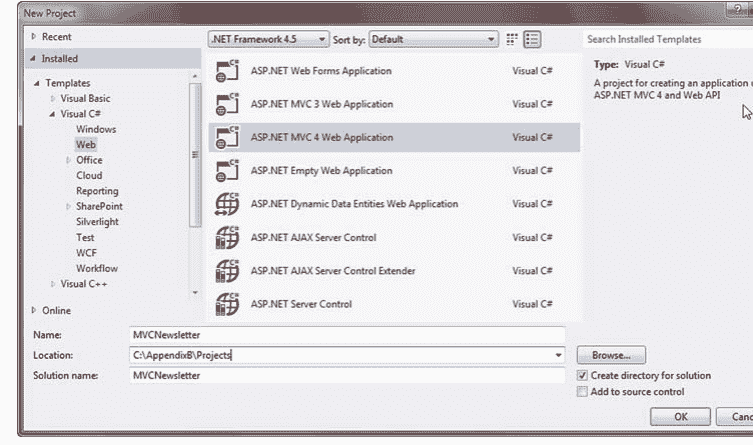 New Project
Recent
.NET Framework 4.5
Sort by:
Default
Search Installed Templates
Installed
Templates
Visual Basic
Visual C#
Windows
Web
Office
Cloud
Reporting
SharePoint
Silverlight
Test
WCF
Workflow
Visual C++
Online
ASP.NET Web Forms Application Visual C#
ASP.NET MVC 3 Web Application Visual C#
ASP.NET MVC 4 Web Application Visual C#
ASP.NET Empty Web Application Visual C#
ASP.NET Dynamic Data Entities Web Application Visual C#
ASP.NET AJAX Server Control Visual C#
ASP.NET AJAX Server Control Extender Visual C#
ASP.NET Server Control Visual C#
Type: Visual C#
A project for creating an application
ASP.NET MVC 4 and Web API
Name: MVCNewsletter
Location: C:\AppendixB\Projects
Browse...
Solution name: MVCNewsletter
Create directory for solution
Add to source control
OK
Canc